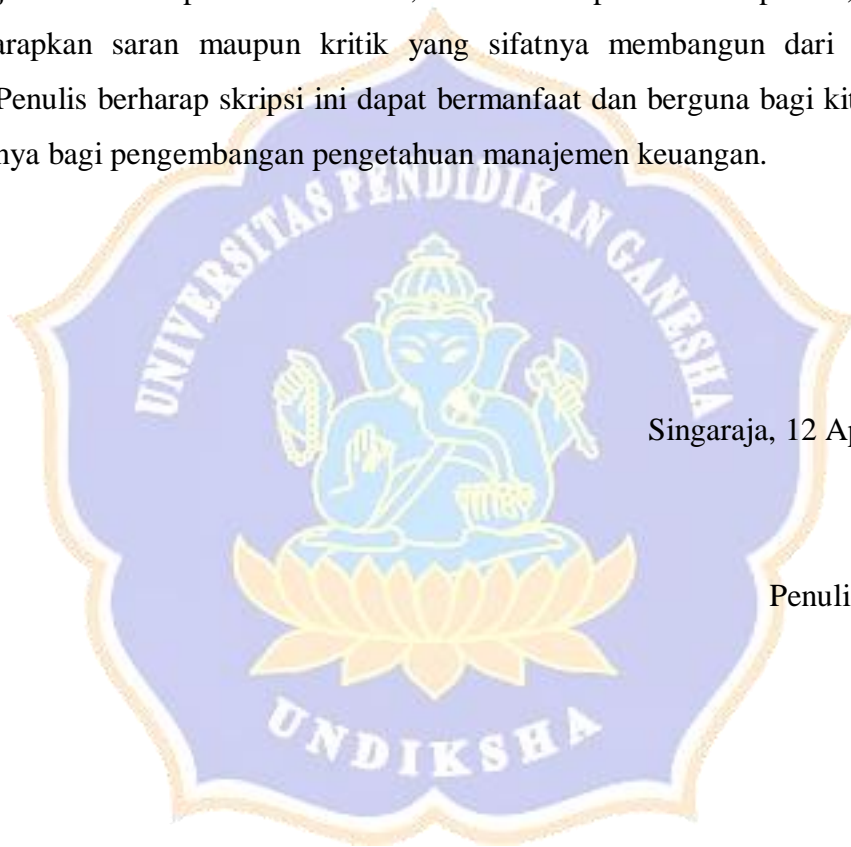 arapkan saran maupun kritik yang sifatnya membangun dari
Penulis berharap skripsi ini dapat bermanfaat dan berguna bagi kit
nya bagi pengembangan pengetahuan manajemen keuangan.
UNIVERSITAS PENDIDIKAN GANESHA
Singaraja, 12 Ap
Penuli
UNDIKSHA